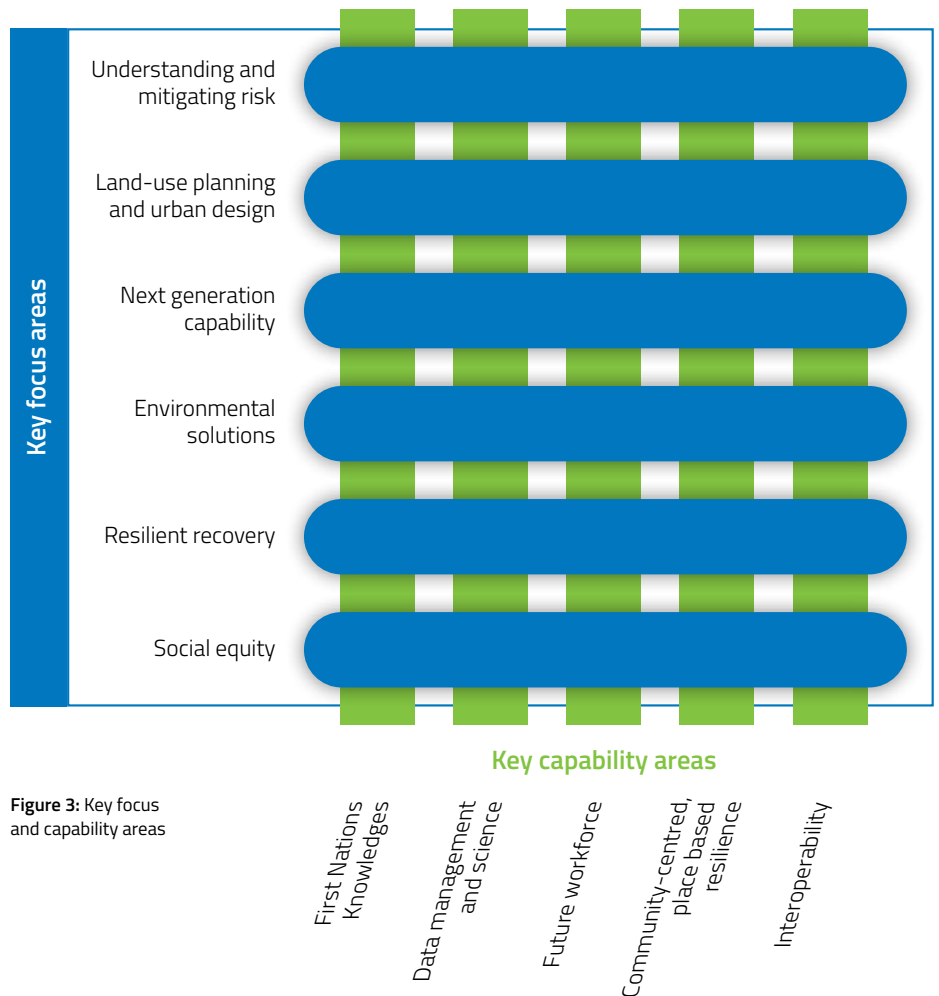 Key focus areas
Understanding and
mitigating risk
Land-use planning
and urban design
Next generation
capability
Environmental
solutions
Resilient recovery
Social equity
Key capability areas
First Nations
Knowledges
Data management
and science
Future workforce
Community-centred,
place based
resilience
Interoperability
Figure 3: Key focus
and capability areas